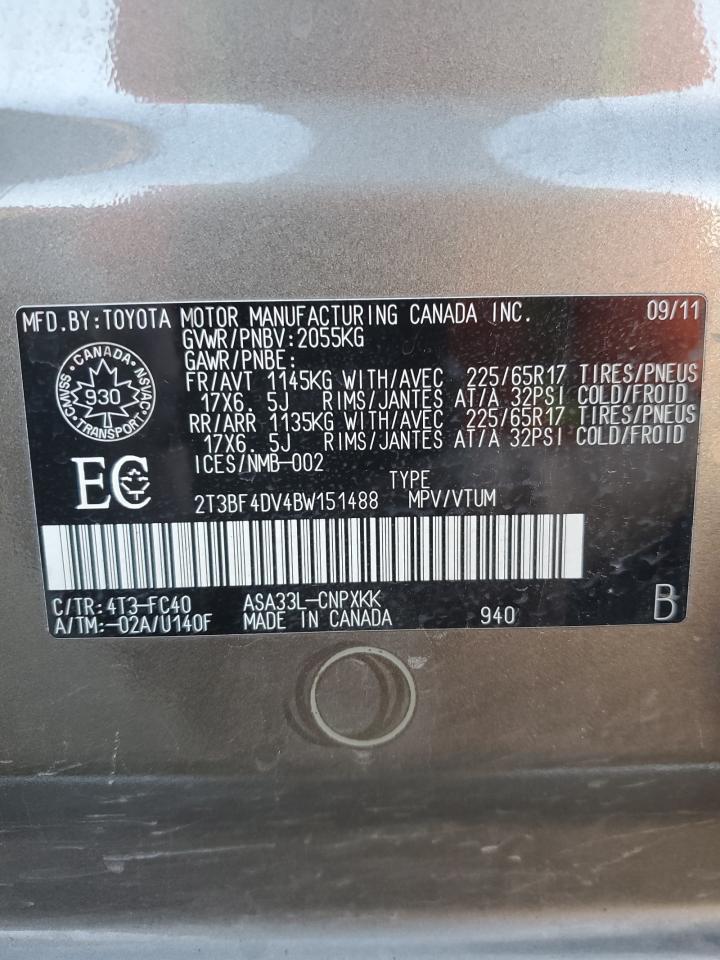 MFD.BY:TOYOTA MOTOR MANUFACTURING CANADA INC. 09/11
GVWR/PNBV:2055KG
GAWR/PNBE:
FR/AVT 1145KG WITH/AVEC 225/65R17 TIRES/PNEUS
17X6. 5J RIMS/JANTES AT/A 32PSI COLD/FROID
RR/ARR 1135KG WITH/AVEC 225/65R17 TIRES/PNEUS
17X6. 5J RIMS/JANTES AT/A 32PSI COLD/FROID
ICES/NMB-002
CANADA
CMVSS 930 NSVAC
TRANSPORT
EC
TYPE
2T3BF4DV4BW151488 MPV/VTUM
C/TR:4T3-FC40 ASA33L-CNPXKK
A/TM:-02A/U140F MADE IN CANADA 940 B